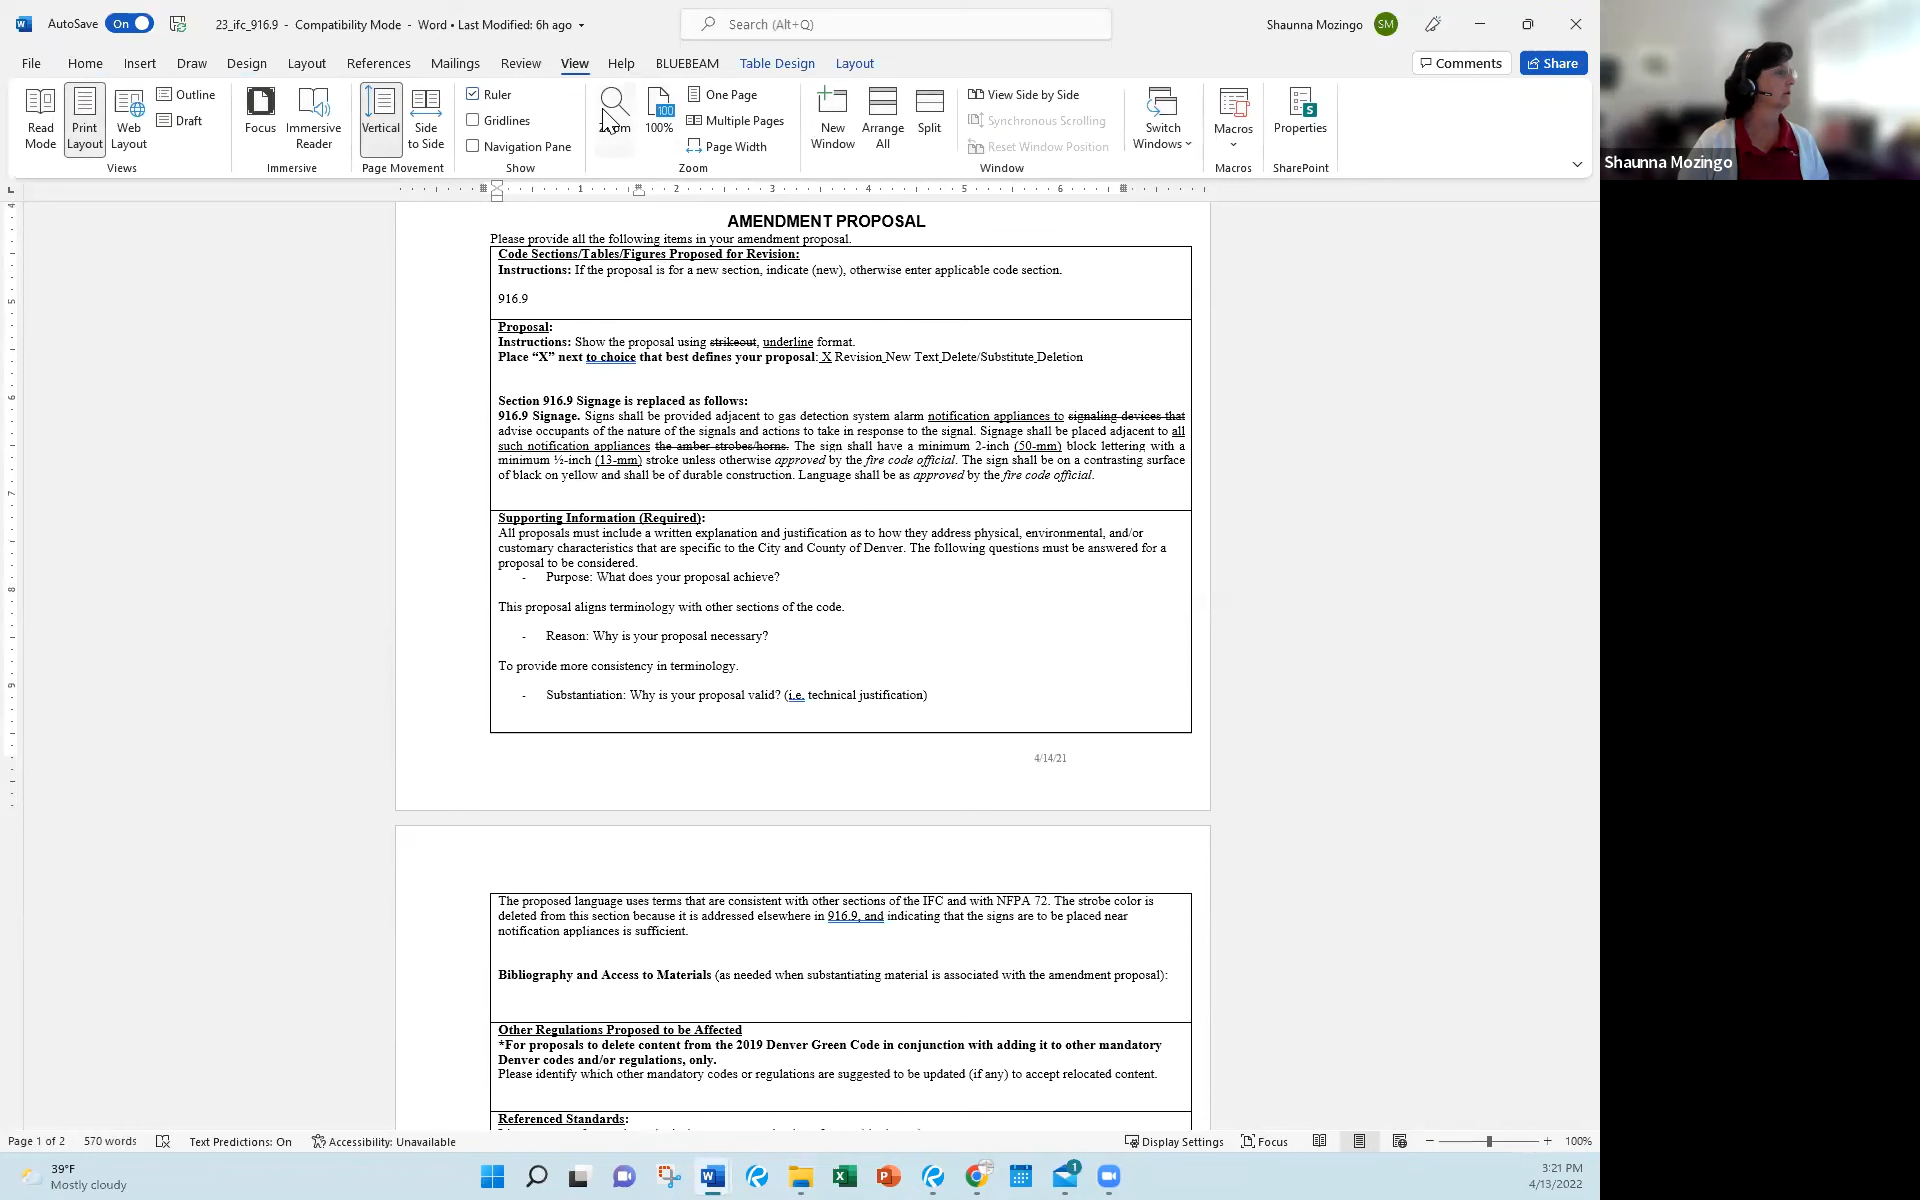 AutoSave On 23_ifc_916.9 - Compatibility Mode - Word • Last Modified: 6h ago Search (Alt+Q) Shaunna Mozingo SM
File Home Insert Draw Design Layout References Mailings Review View Help BLUEBEAM Table Design Layout Comments Share
Read Mode
Print Layout
Web Layout
Outline
Draft
Views
Focus
Immersive Reader
Immersive
Vertical
Side to Side
Page Movement
Ruler
Gridlines
Navigation Pane
Show
100
100%
One Page
Multiple Pages
Page Width
Zoom
New Window
Arrange All
Split
View Side by Side
Synchronous Scrolling
Reset Window Position
Window
Switch Windows
Macros
Macros
Properties
SharePoint
Shaunna Mozingo
AMENDMENT PROPOSAL
Please provide all the following items in your amendment proposal.
Code Sections/Tables/Figures Proposed for Revision:
Instructions: If the proposal is for a new section, indicate (new), otherwise enter applicable code section.
916.9
Proposal:
Instructions: Show the proposal using strikeout, underline format.
Place “X” next to choice that best defines your proposal: X Revision New Text Delete/Substitute Deletion
Section 916.9 Signage is replaced as follows:
916.9 Signage. Signs shall be provided adjacent to gas detection system alarm notification appliances to signaling devices that
advise occupants of the nature of the signals and actions to take in response to the signal. Signage shall be placed adjacent to all
such notification appliances the amber strobes/horns. The sign shall have a minimum 2-inch (50-mm) block lettering with a
minimum ½-inch (13-mm) stroke unless otherwise approved by the fire code official. The sign shall be on a contrasting surface
of black on yellow and shall be of durable construction. Language shall be as approved by the fire code official.
Supporting Information (Required):
All proposals must include a written explanation and justification as to how they address physical, environmental, and/or
customary characteristics that are specific to the City and County of Denver. The following questions must be answered for a
proposal to be considered.
- Purpose: What does your proposal achieve?
This proposal aligns terminology with other sections of the code.
- Reason: Why is your proposal necessary?
To provide more consistency in terminology.
- Substantiation: Why is your proposal valid? (i.e. technical justification)
4/14/21
The proposed language uses terms that are consistent with other sections of the IFC and with NFPA 72. The strobe color is
deleted from this section because it is addressed elsewhere in 916.9, and indicating that the signs are to be placed near
notification appliances is sufficient.
Bibliography and Access to Materials (as needed when substantiating material is associated with the amendment proposal):
Other Regulations Proposed to be Affected
*For proposals to delete content from the 2019 Denver Green Code in conjunction with adding it to other mandatory
Denver codes and/or regulations, only.
Please identify which other mandatory codes or regulations are suggested to be updated (if any) to accept relocated content.
Referenced Standards:
Page 1 of 2 570 words Text Predictions: On Accessibility: Unavailable Display Settings Focus 100%
39°F
Mostly cloudy
1
3:21 PM
4/13/2022